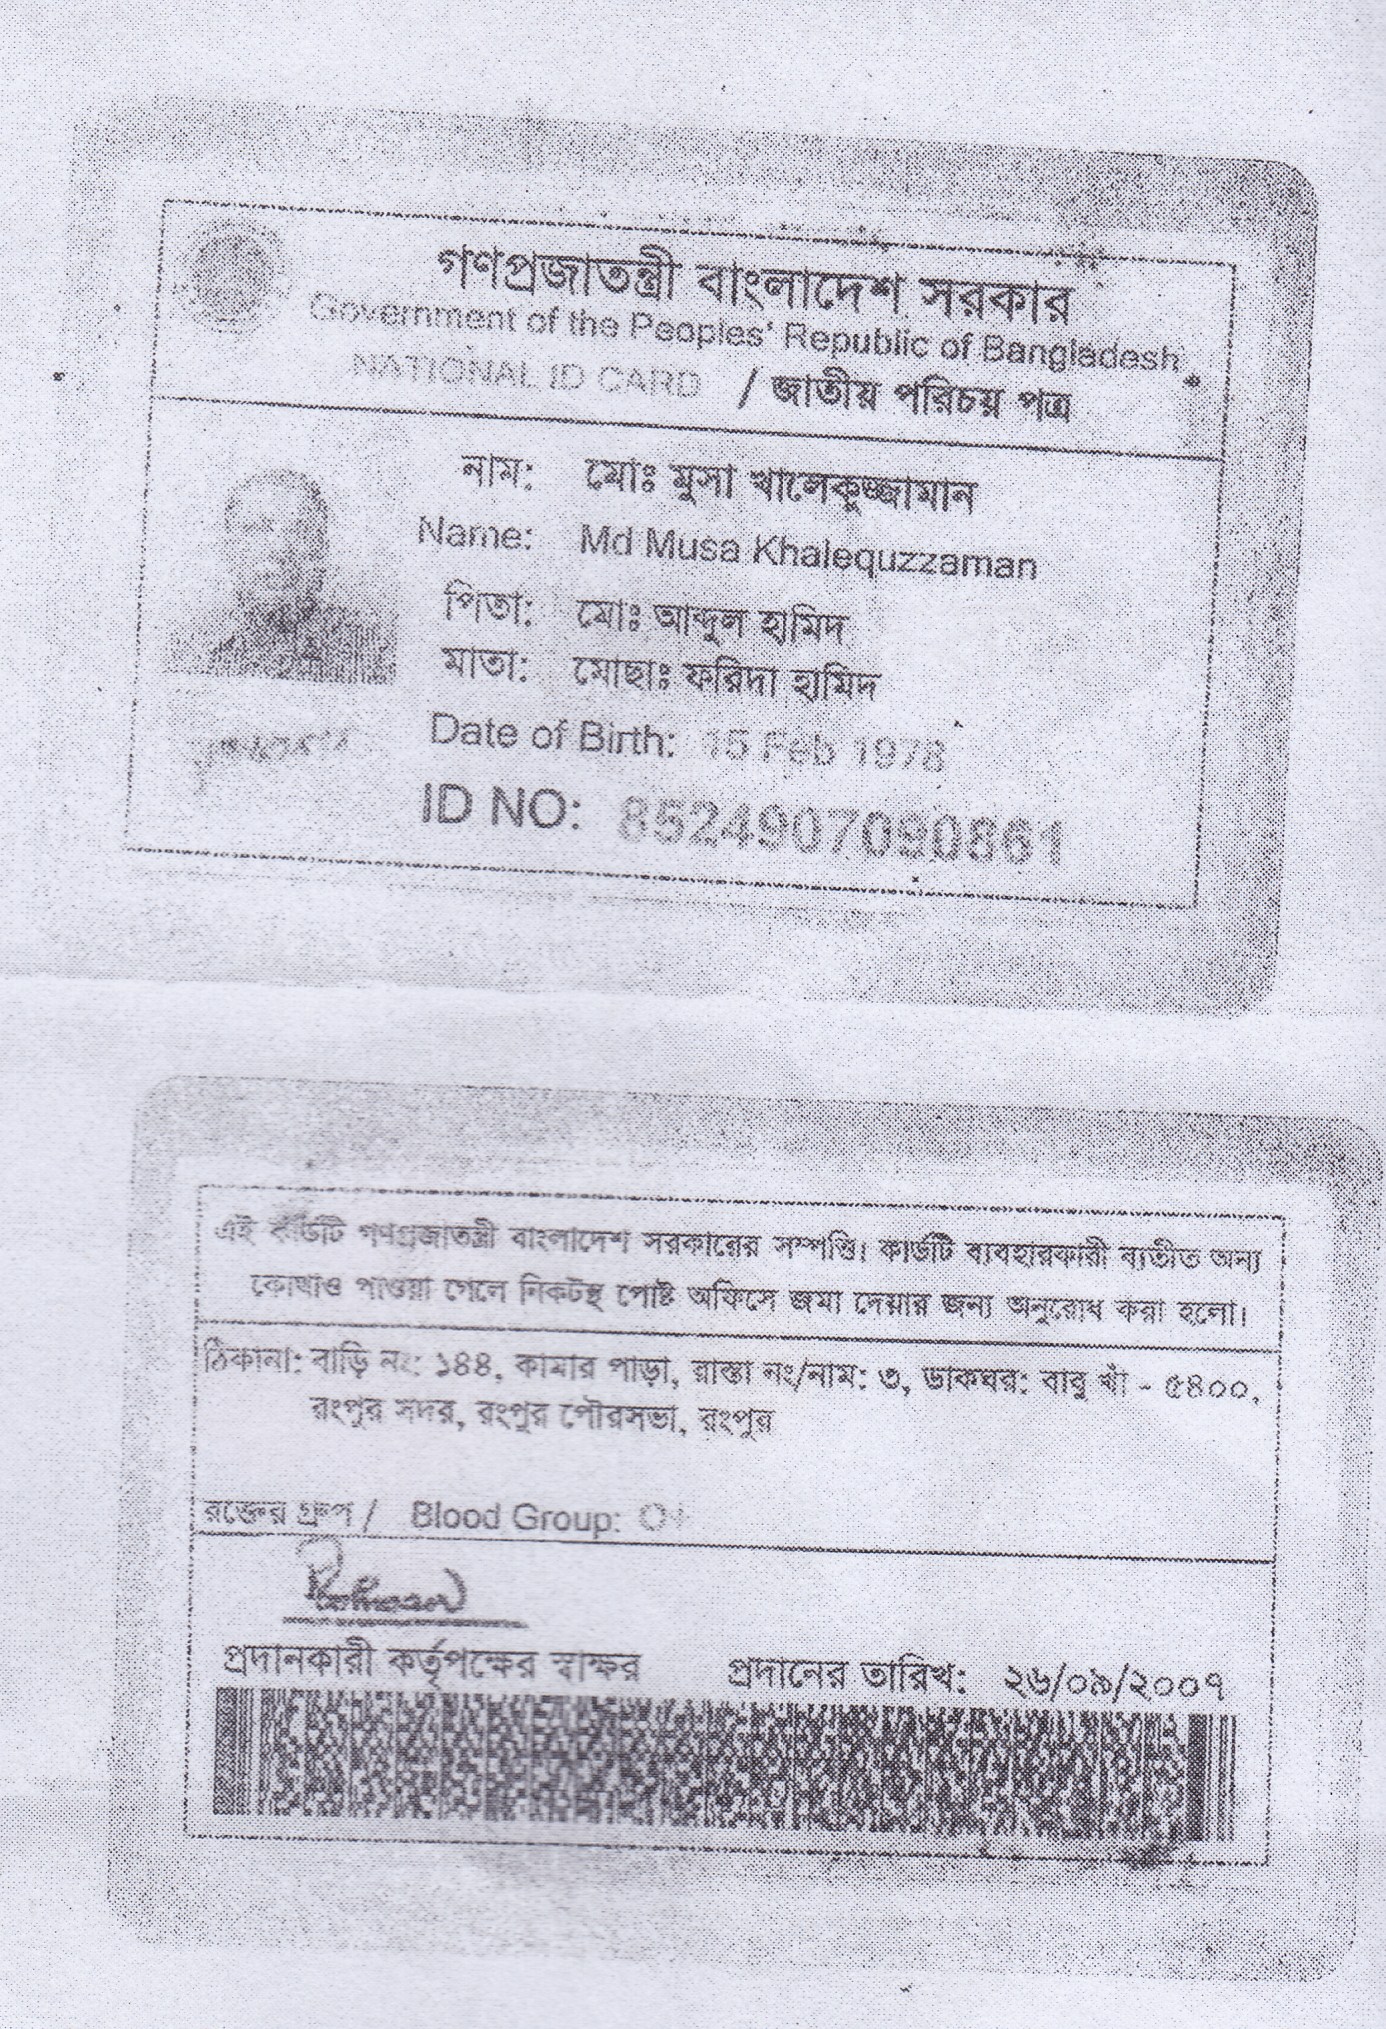 গণপ্রজাতন্ত্রী বাংলাদেশ সরকার
Government of the Peoples' Republic of Bangladesh
NATIONAL ID CARD / জাতীয় পরিচয় পত্র
নাম: মোঃ মুসা খালেকুজ্জামান
Name: Md Musa Khalequzzaman
পিতা: মোঃ আব্দুল হামিদ
মাতা: মোছাঃ ফরিদা হামিদ
Date of Birth: 15 Feb 1978
ID NO: 8524907090861
এই কার্ডটি গণপ্রজাতন্ত্রী বাংলাদেশ সরকারের সম্পত্তি। কার্ডটি ব্যবহারকারী ব্যতীত অন্য
কোথাও পাওয়া গেলে নিকটস্থ পোষ্ট অফিসে জমা দেয়ার জন্য অনুরোধ করা হলো।
ঠিকানা: বাড়ি নং: ১৪৪, কামার পাড়া, রাস্তা নং/নাম: ৩, ডাকঘর: বাবু খাঁ - ৫৪০০,
রংপুর সদর, রংপুর পৌরসভা, রংপুর
রক্তের গ্রুপ / Blood Group: O+
প্রদানকারী কর্তৃপক্ষের স্বাক্ষর প্রদানের তারিখ: ২৬/০৯/২০০৭